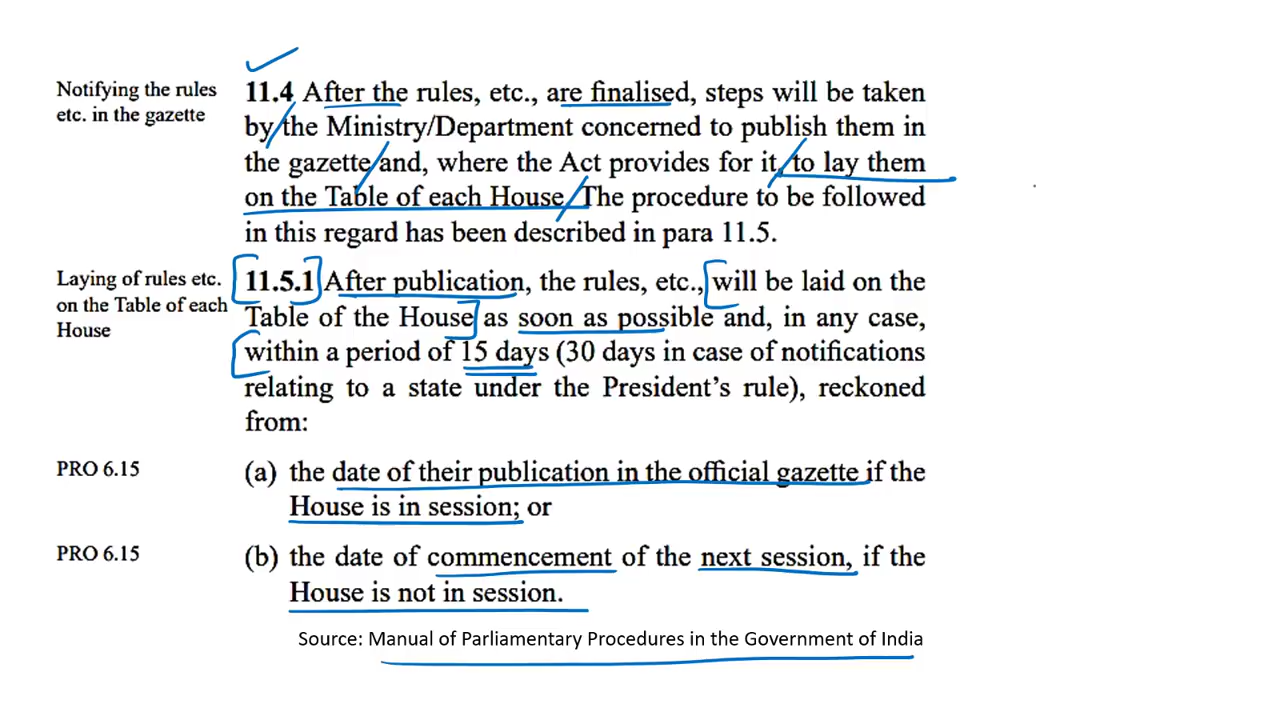 Notifying the rules
etc. in the gazette
11.4 After the rules, etc., are finalised, steps will be taken
by the Ministry/Department concerned to publish them in
the gazette and, where the Act provides for it, to lay them
on the Table of each House. The procedure to be followed
in this regard has been described in para 11.5.
Laying of rules etc.
on the Table of each
House
11.5.1 After publication, the rules, etc., will be laid on the
Table of the House as soon as possible and, in any case,
within a period of 15 days (30 days in case of notifications
relating to a state under the President's rule), reckoned
from:
PRO 6.15
(a) the date of their publication in the official gazette if the
House is in session; or
PRO 6.15
(b) the date of commencement of the next session, if the
House is not in session.
Source: Manual of Parliamentary Procedures in the Government of India